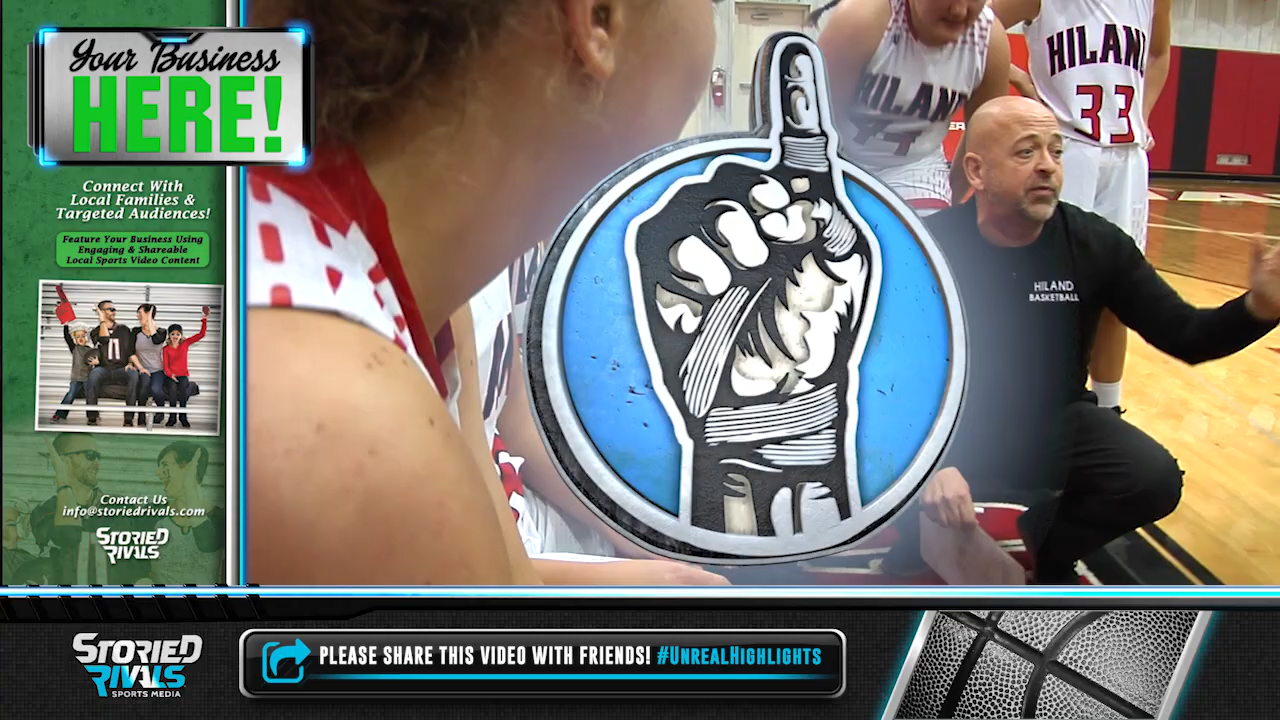 Your Business
HERE!
Connect With
Local Families &
Targeted Audiences!
Feature Your Business Using
Engaging & Shareable
Local Sports Video Content
Contact Us
info@storiedrivals.com
STORIED
RIVALS
HILAND
44
HILAN
33
HILAND
BASKETBALL
STORIED
RIVALS
SPORTS MEDIA
PLEASE SHARE THIS VIDEO WITH FRIENDS! #UNREALHIGHLIGHTS